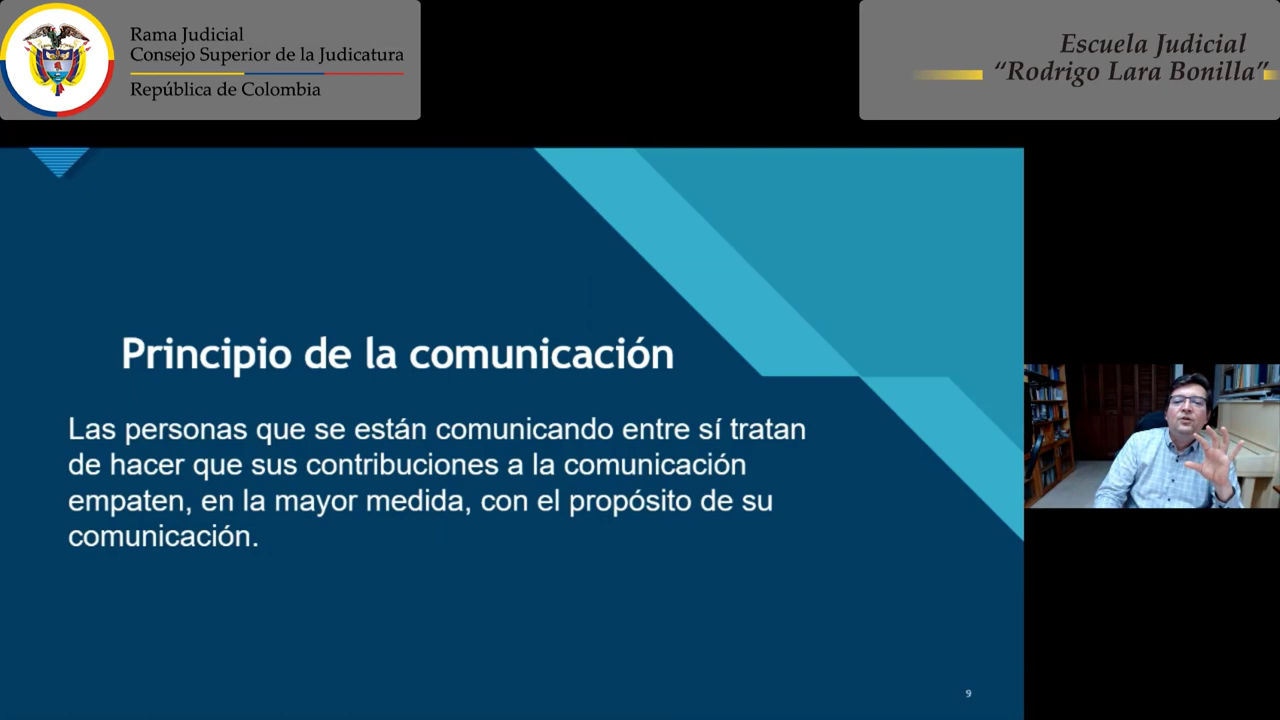 Rama Judicial
Consejo Superior de la Judicatura
República de Colombia
Escuela Judicial
“Rodrigo Lara Bonilla”
Principio de la comunicación
Las personas que se están comunicando entre sí tratan
de hacer que sus contribuciones a la comunicación
empaten, en la mayor medida, con el propósito de su
comunicación.
9